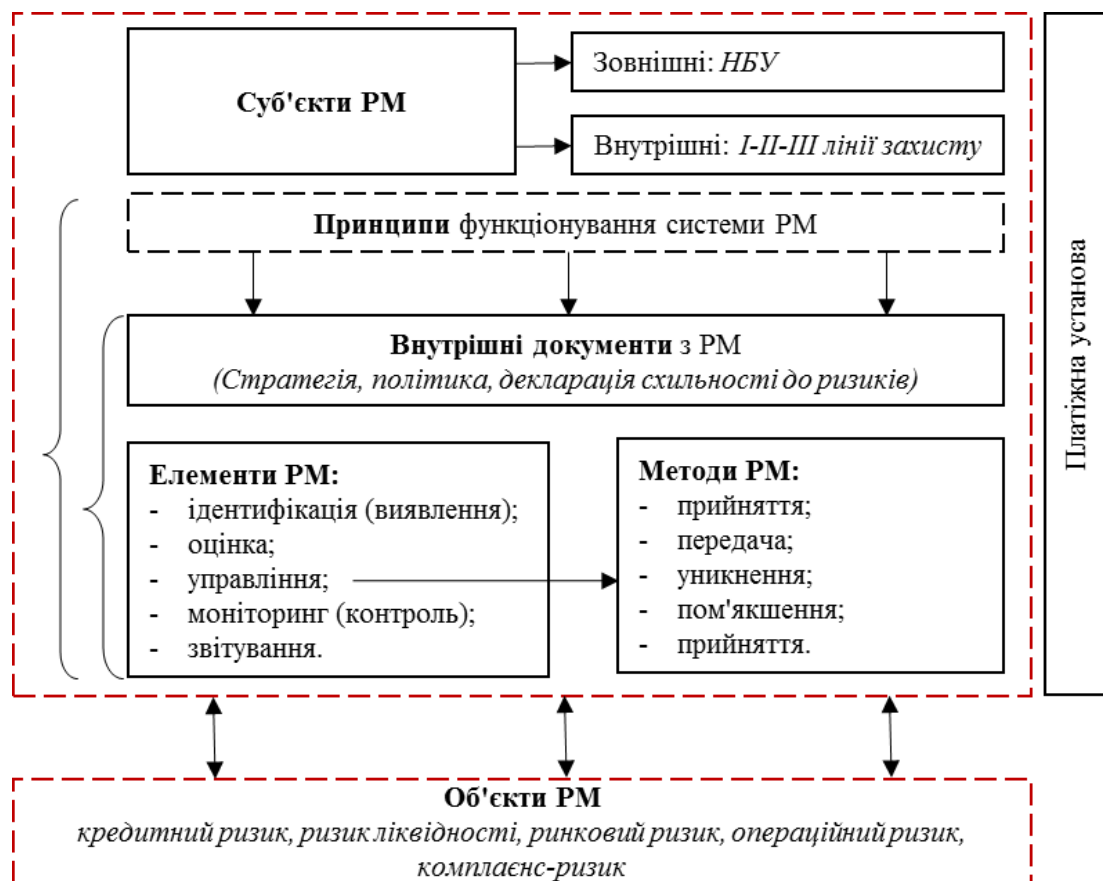 Суб'єкти РМ
Зовнішні: НБУ
Внутрішні: І-ІІ-ІІІ лінії захисту
Принципи функціонування системи РМ
Внутрішні документи з РМ
(Стратегія, політика, декларація схильності до ризиків)
Елементи РМ:
- ідентифікація (виявлення);
- оцінка;
- управління;
- моніторинг (контроль);
- звітування.
Методи РМ:
- прийняття;
- передача;
- уникнення;
- пом'якшення;
- прийняття.
Платіжна установа
Об'єкти РМ
кредитний ризик, ризик ліквідності, ринковий ризик, операційний ризик,
комплаєнс-ризик